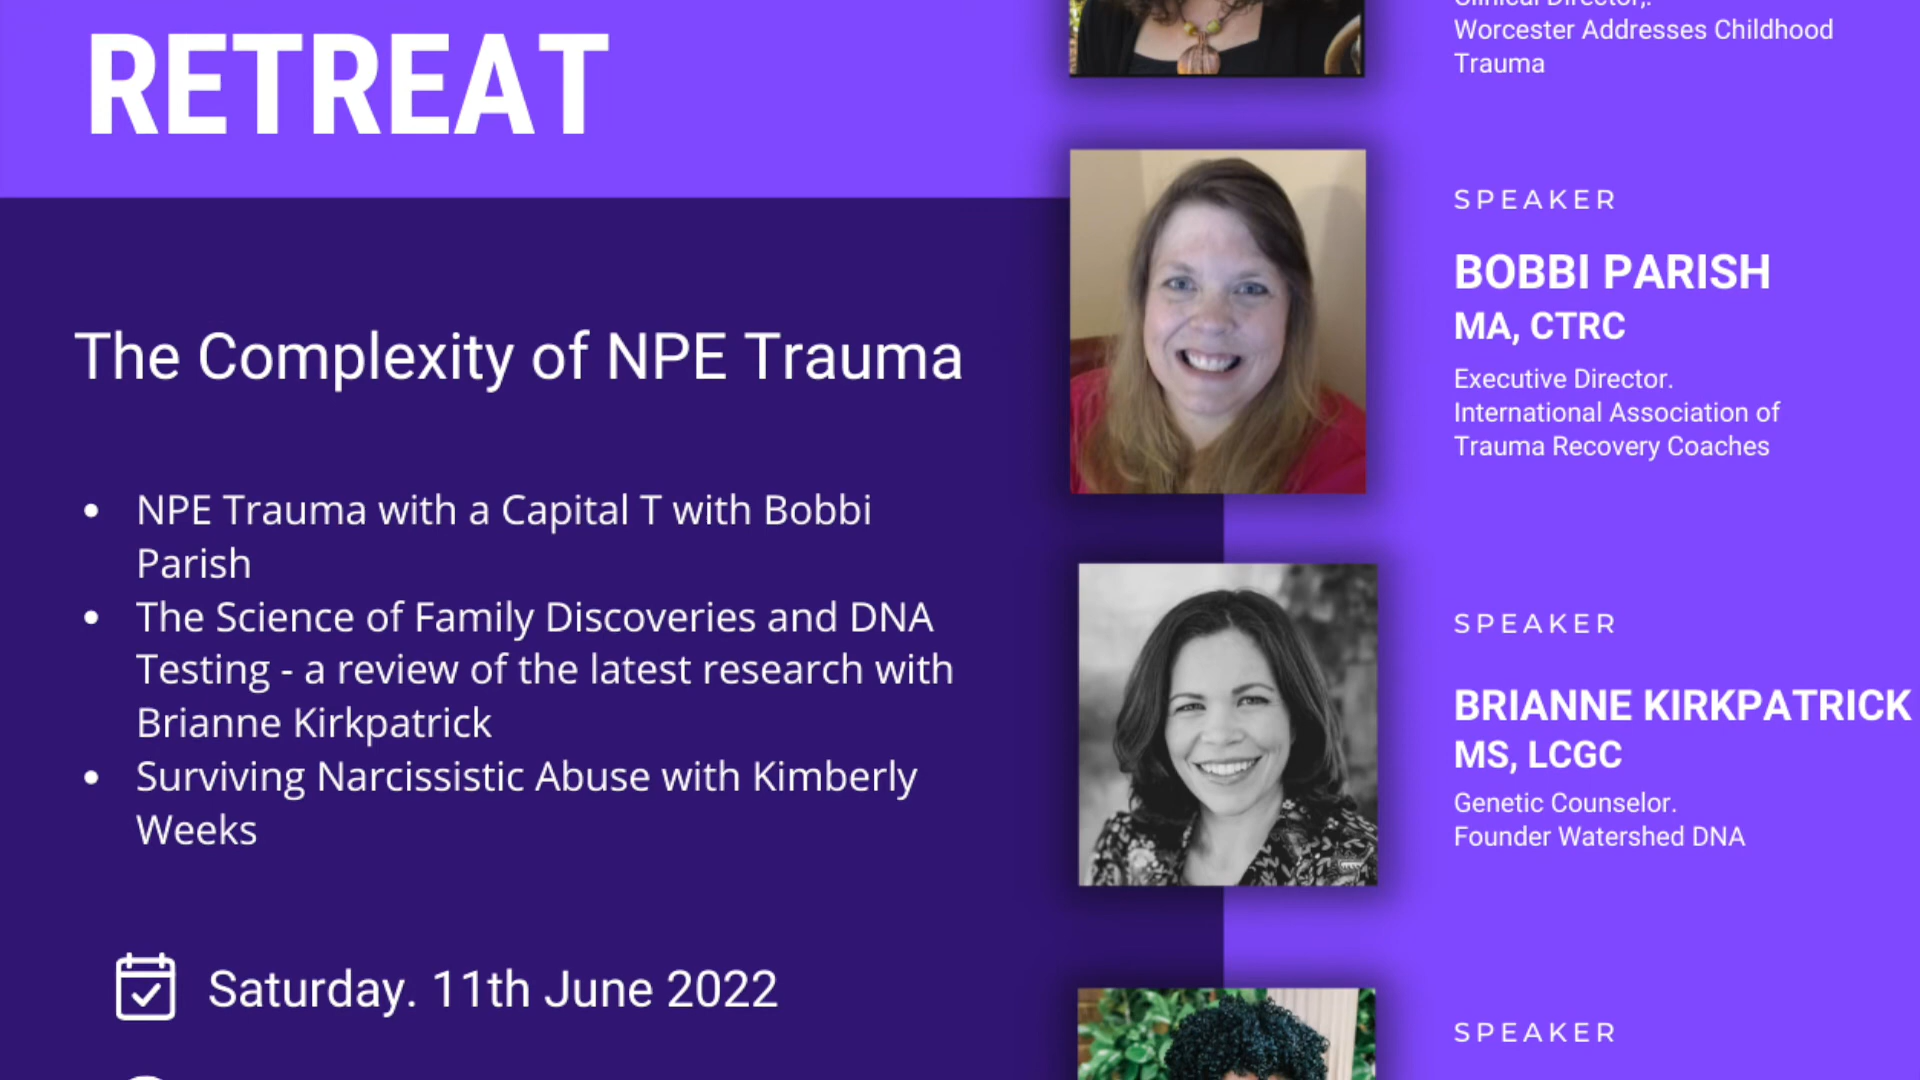 RETREAT
The Complexity of NPE Trauma
• NPE Trauma with a Capital T with Bobbi
Parish
• The Science of Family Discoveries and DNA
Testing - a review of the latest research with
Brianne Kirkpatrick
• Surviving Narcissistic Abuse with Kimberly
Weeks
Saturday. 11th June 2022
Clinical Director,.
Worcester Addresses Childhood
Trauma
SPEAKER
BOBBI PARISH
MA, CTRC
Executive Director.
International Association of
Trauma Recovery Coaches
SPEAKER
BRIANNE KIRKPATRICK
MS, LCGC
Genetic Counselor.
Founder Watershed DNA
SPEAKER